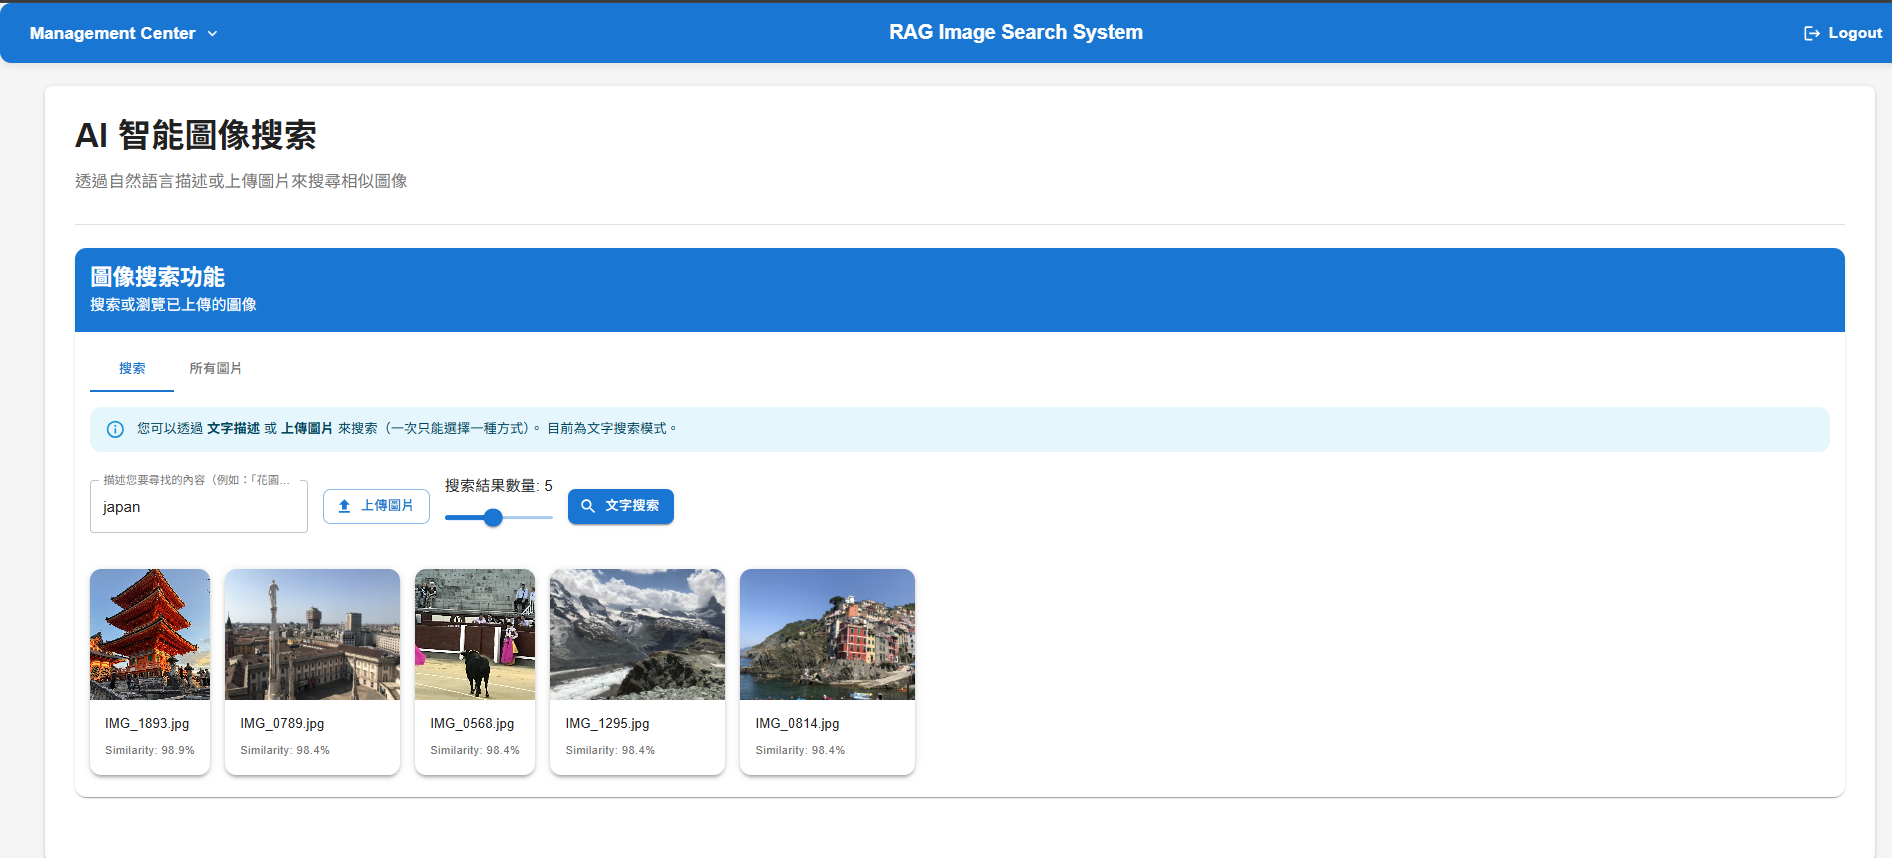 Management Center
RAG Image Search System
Logout
AI 智能圖像搜索
透過自然語言描述或上傳圖片來搜尋相似圖像
圖像搜索功能
搜索或瀏覽已上傳的圖像
搜索
所有圖片
您可以透過 文字描述 或 上傳圖片 來搜索（一次只能選擇一種方式）。 目前為文字搜索模式。
描述您要尋找的內容（例如：「花園...
japan
上傳圖片
搜索結果數量: 5
文字搜索
IMG_1893.jpg
Similarity: 98.9%
IMG_0789.jpg
Similarity: 98.4%
IMG_0568.jpg
Similarity: 98.4%
IMG_1295.jpg
Similarity: 98.4%
IMG_0814.jpg
Similarity: 98.4%